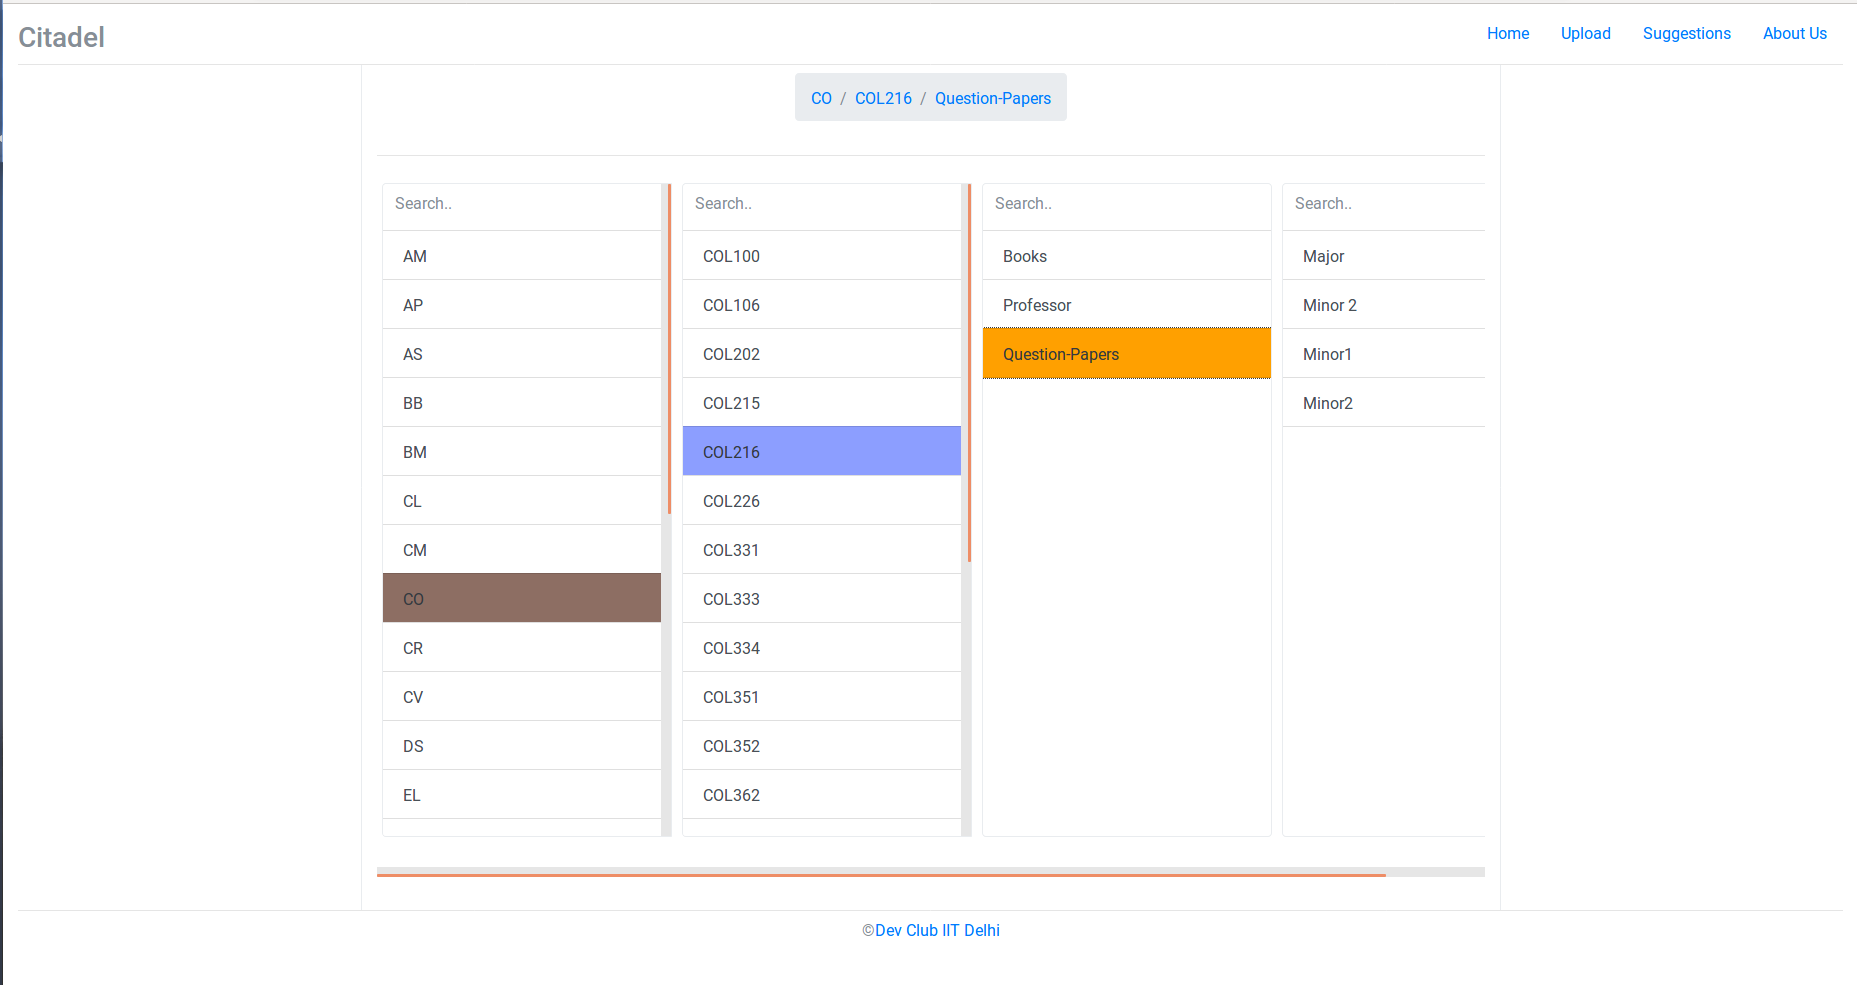 Citadel
Home Upload Suggestions About Us
CO / COL216 / Question-Papers
Search..
AM
AP
AS
BB
BM
CL
CM
CO
CR
CV
DS
EL
Search..
COL100
COL106
COL202
COL215
COL216
COL226
COL331
COL333
COL334
COL351
COL352
COL362
Search..
Books
Professor
Question-Papers
Search..
Major
Minor 2
Minor1
Minor2
©Dev Club IIT Delhi